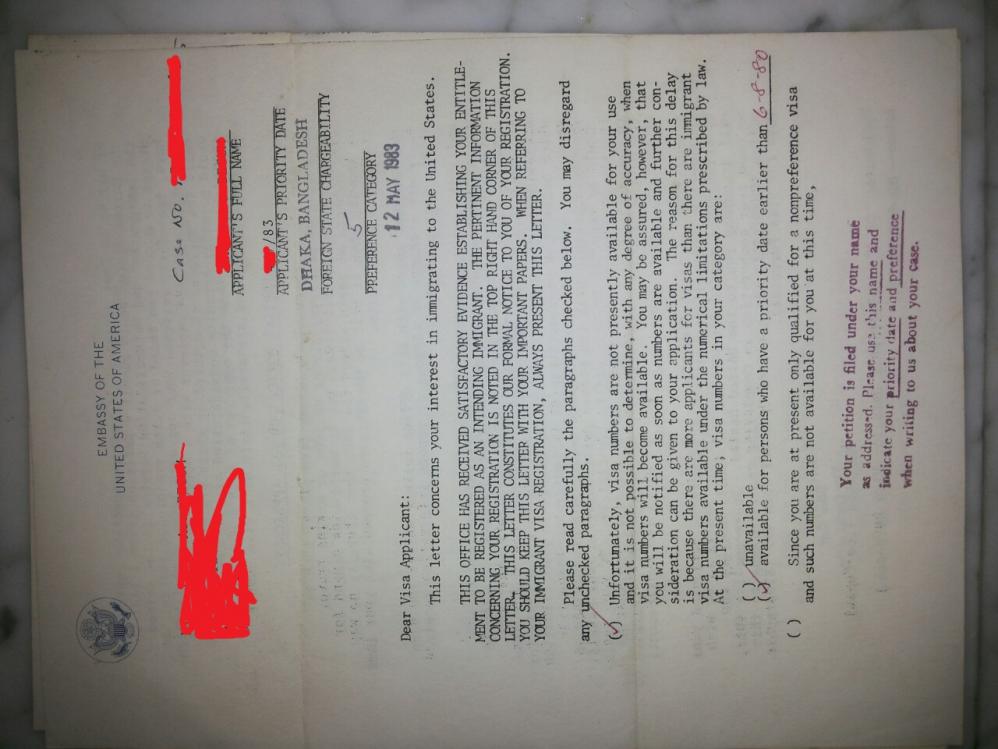 EMBASSY OF THE
UNITED STATES OF AMERICA
CASE NO.
APPLICANT'S FULL NAME
/83
APPLICANT'S PRIORITY DATE
DHAKA, BANGLADESH
FOREIGN STATE CHARGEABILITY
5
PREFERENCE CATEGORY
12 MAY 1983
Dear Visa Applicant:
This letter concerns your interest in immigrating to the United States.
THIS OFFICE HAS RECEIVED SATISFACTORY EVIDENCE ESTABLISHING YOUR ENTITLE-
MENT TO BE REGISTERED AS AN INTENDING IMMIGRANT. THE PERTINENT INFORMATION
CONCERNING YOUR REGISTRATION IS NOTED IN THE TOP RIGHT HAND CORNER OF THIS
LETTER. THIS LETTER CONSTITUTES OUR FORMAL NOTICE TO YOU OF YOUR REGISTRATION.
YOU SHOULD KEEP THIS LETTER WITH YOUR IMPORTANT PAPERS. WHEN REFERRING TO
YOUR IMMIGRANT VISA REGISTRATION, ALWAYS PRESENT THIS LETTER.
Please read carefully the paragraphs checked below. You may disregard
any unchecked paragraphs.
(✓) Unfortunately, visa numbers are not presently available for your use
and it is not possible to determine, with any degree of accuracy, when
visa numbers will become available. You may be assured, however, that
you will be notified as soon as numbers are available and further con-
sideration can be given to your application. The reason for this delay
is because there are more applicants for visas than there are immigrant
visa numbers available under the numerical limitations prescribed by law.
At the present time, visa numbers in your category are:
( ) unavailable
(✓) available for persons who have a priority date earlier than 6-8-80
( ) Since you are at present only qualified for a nonpreference visa
and such numbers are not available for you at this time,
Your petition is filed under your name
as addressed. Please use this name and
indicate your priority date and preference
when writing to us about your case.